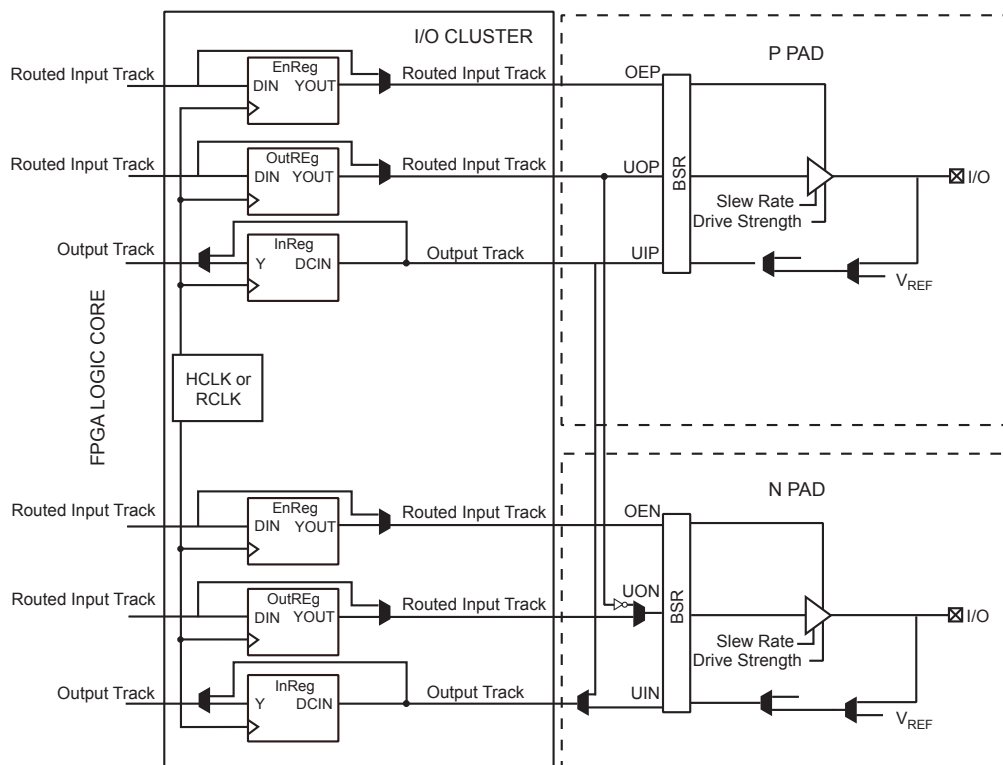 I/O CLUSTER
P PAD
Routed Input Track
EnReg
DIN YOUT
Routed Input Track
OEP
Routed Input Track
OutREg
DIN YOUT
Routed Input Track
UOP
BSR
I/O
Slew Rate
Drive Strength
Output Track
InReg
Y DCIN
Output Track
UIP
VREF
FPGA LOGIC CORE
HCLK or
RCLK
N PAD
Routed Input Track
EnReg
DIN YOUT
Routed Input Track
OEN
Routed Input Track
OutREg
DIN YOUT
Routed Input Track
UON
BSR
I/O
Slew Rate
Drive Strength
Output Track
InReg
Y DCIN
Output Track
UIN
VREF